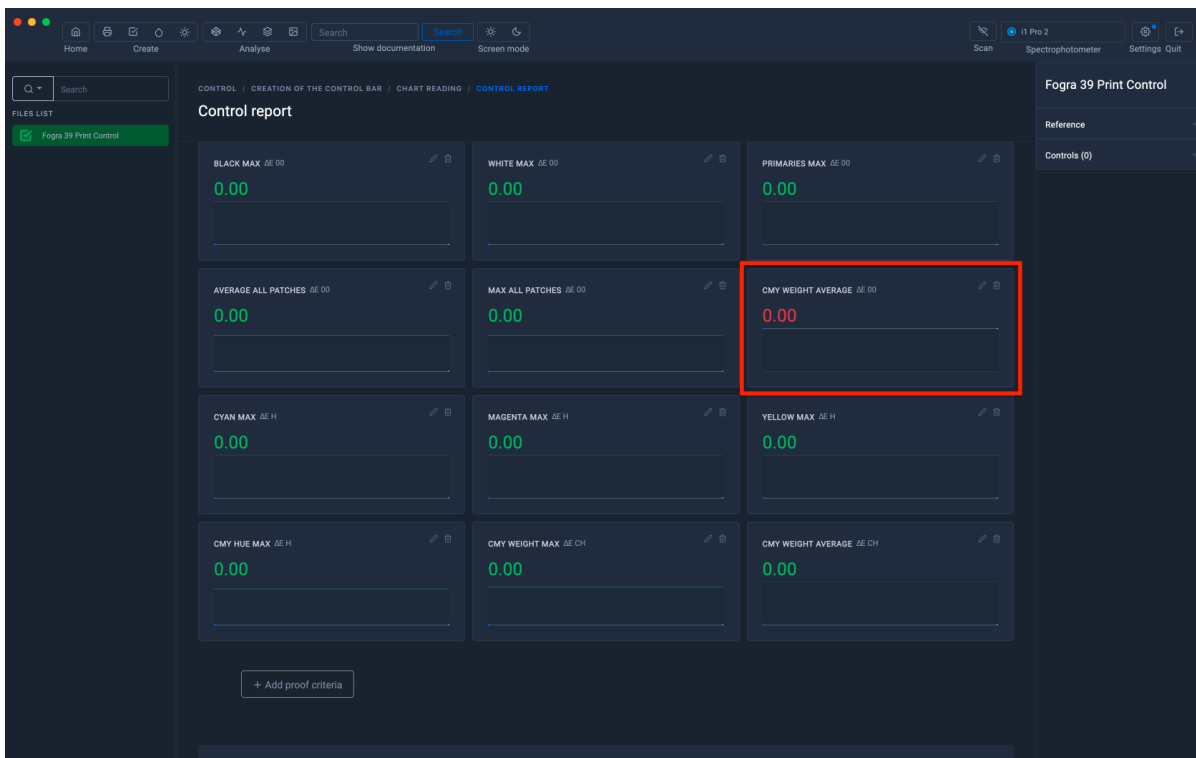 Search
Search
i1 Pro 2
Home
Create
Analyse
Show documentation
Screen mode
Scan
Spectrophotometer
Settings
Quit
Search
FILES LIST
Fogra 39 Print Control
CONTROL / CREATION OF THE CONTROL BAR / CHART READING / CONTROL REPORT
Control report
BLACK MAX ΔE 00
0.00
WHITE MAX ΔE 00
0.00
PRIMARIES MAX ΔE 00
0.00
AVERAGE ALL PATCHES ΔE 00
0.00
MAX ALL PATCHES ΔE 00
0.00
CMY WEIGHT AVERAGE ΔE 00
0.00
CYAN MAX ΔE H
0.00
MAGENTA MAX ΔE H
0.00
YELLOW MAX ΔE H
0.00
CMY HUE MAX ΔE H
0.00
CMY WEIGHT MAX ΔE CH
0.00
CMY WEIGHT AVERAGE ΔE CH
0.00
+ Add proof criteria
Fogra 39 Print Control
Reference
Controls (0)